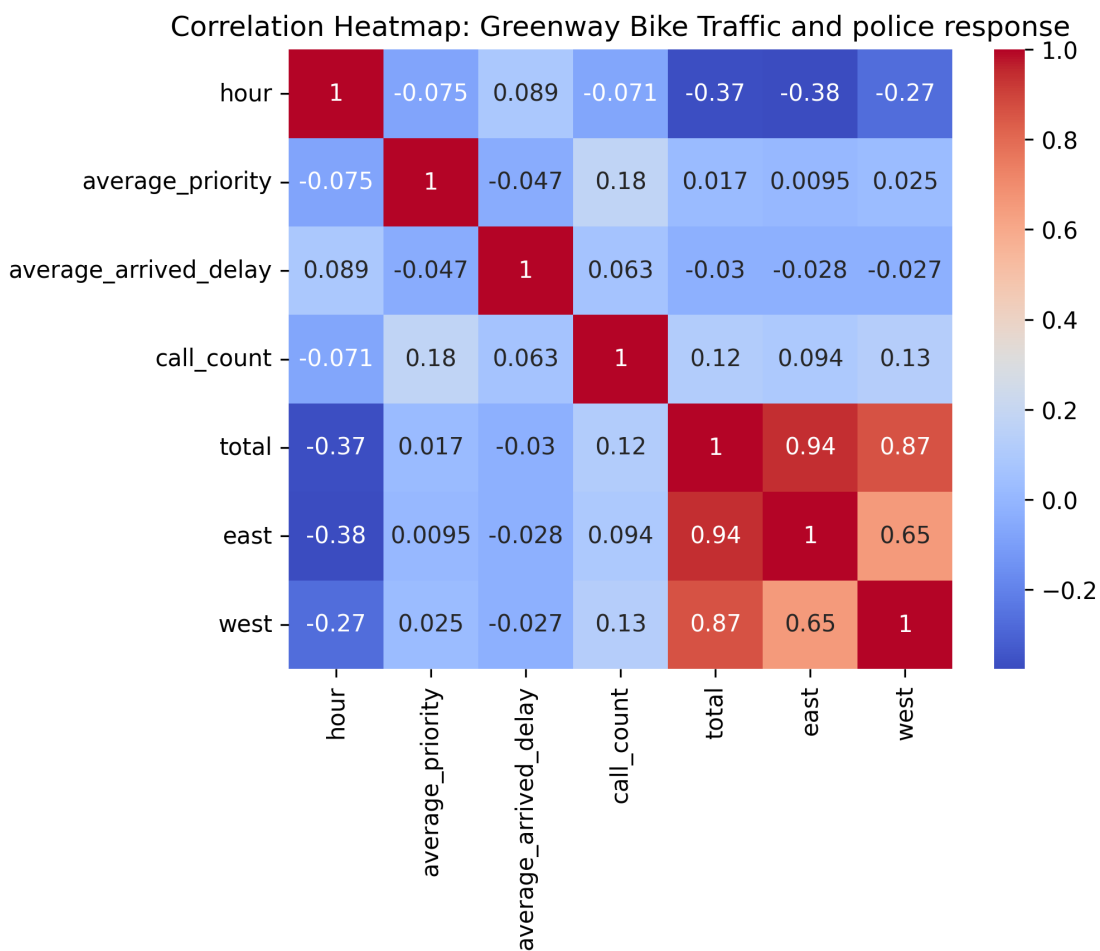 Correlation Heatmap: Greenway Bike Traffic and police response
hour 1 -0.075 0.089 -0.071 -0.37 -0.38 -0.27
average_priority -0.075 1 -0.047 0.18 0.017 0.0095 0.025
average_arrived_delay 0.089 -0.047 1 0.063 -0.03 -0.028 -0.027
call_count -0.071 0.18 0.063 1 0.12 0.094 0.13
total -0.37 0.017 -0.03 0.12 1 0.94 0.87
east -0.38 0.0095 -0.028 0.094 0.94 1 0.65
west -0.27 0.025 -0.027 0.13 0.87 0.65 1
hour
average_priority
average_arrived_delay
call_count
total
east
west
1.0
0.8
0.6
0.4
0.2
0.0
−0.2